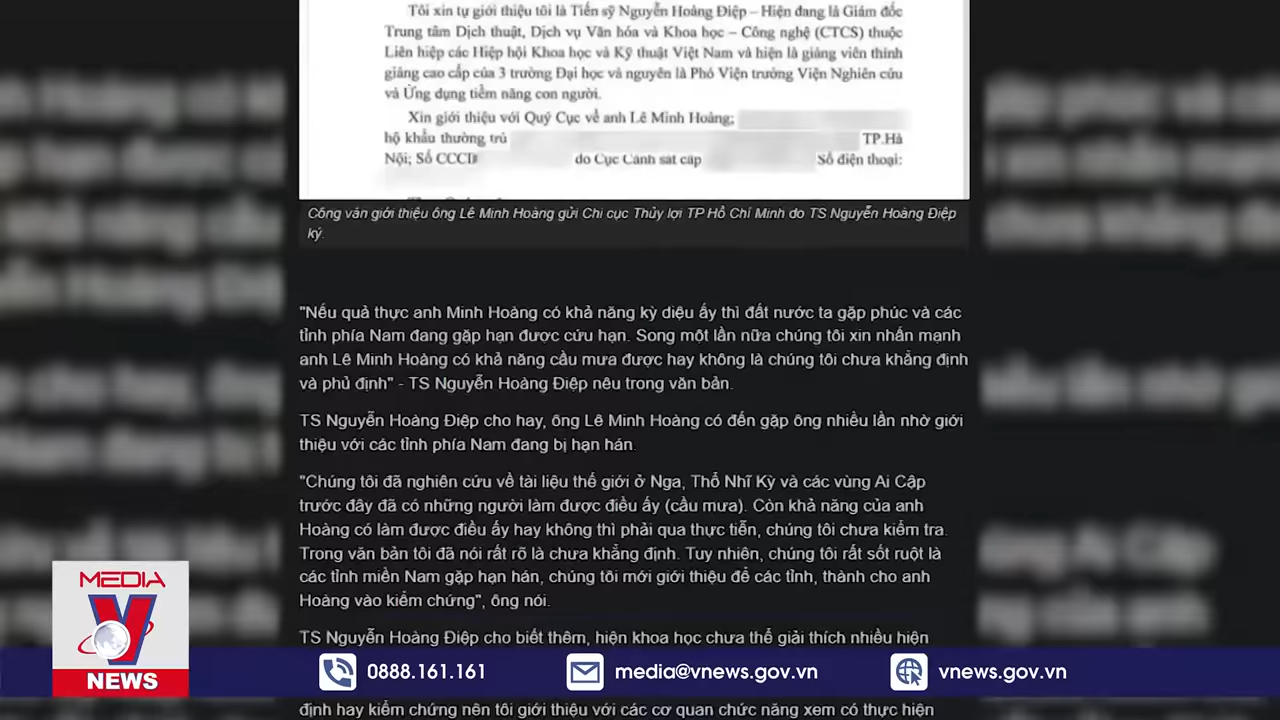 Tôi xin tự giới thiệu tôi là Tiến sỹ Nguyễn Hoàng Điệp – Hiện đang là Giám đốc
Trung tâm Dịch thuật, Dịch vụ Văn hóa và Khoa học – Công nghệ (CTCS) thuộc
Liên hiệp các Hiệp hội Khoa học và Kỹ thuật Việt Nam và hiện là giảng viên thỉnh
giảng cao cấp của 3 trường Đại học và nguyên là Phó Viện trưởng Viện Nghiên cứu
và Ứng dụng tiềm năng con người.
Xin giới thiệu với Quý Cục về anh Lê Minh Hoàng;
hộ khẩu thường trú TP.Hà
Nội; Số CCCD do Cục Cảnh sát cấp Số điện thoại:
Công văn giới thiệu ông Lê Minh Hoàng gửi Chi cục Thủy lợi TP Hồ Chí Minh do TS Nguyễn Hoàng Điệp
ký.
"Nếu quả thực anh Minh Hoàng có khả năng kỳ diệu ấy thì đất nước ta gặp phúc và các
tỉnh phía Nam đang gặp hạn được cứu hạn. Song một lần nữa chúng tôi xin nhấn mạnh
anh Lê Minh Hoàng có khả năng cầu mưa được hay không là chúng tôi chưa khẳng định
và phủ định" - TS Nguyễn Hoàng Điệp nêu trong văn bản.
TS Nguyễn Hoàng Điệp cho hay, ông Lê Minh Hoàng có đến gặp ông nhiều lần nhờ giới
thiệu với các tỉnh phía Nam đang bị hạn hán.
"Chúng tôi đã nghiên cứu về tài liệu thế giới ở Nga, Thổ Nhĩ Kỳ và các vùng Ai Cập
trước đây đã có những người làm được điều ấy (cầu mưa). Còn khả năng của anh
Hoàng có làm được điều ấy hay không thì phải qua thực tiễn, chúng tôi chưa kiểm tra.
Trong văn bản tôi đã nói rất rõ là chưa khẳng định. Tuy nhiên, chúng tôi rất sốt ruột là
các tỉnh miền Nam gặp hạn hán, chúng tôi mới giới thiệu để các tỉnh, thành cho anh
Hoàng vào kiểm chứng", ông nói.
TS Nguyễn Hoàng Điệp cho biết thêm, hiện khoa học chưa thể giải thích nhiều hiện
định hay kiểm chứng nên tôi giới thiệu với các cơ quan chức năng xem có thực hiện
MEDIA
NEWS
0888.161.161
media@vnews.gov.vn
vnews.gov.vn